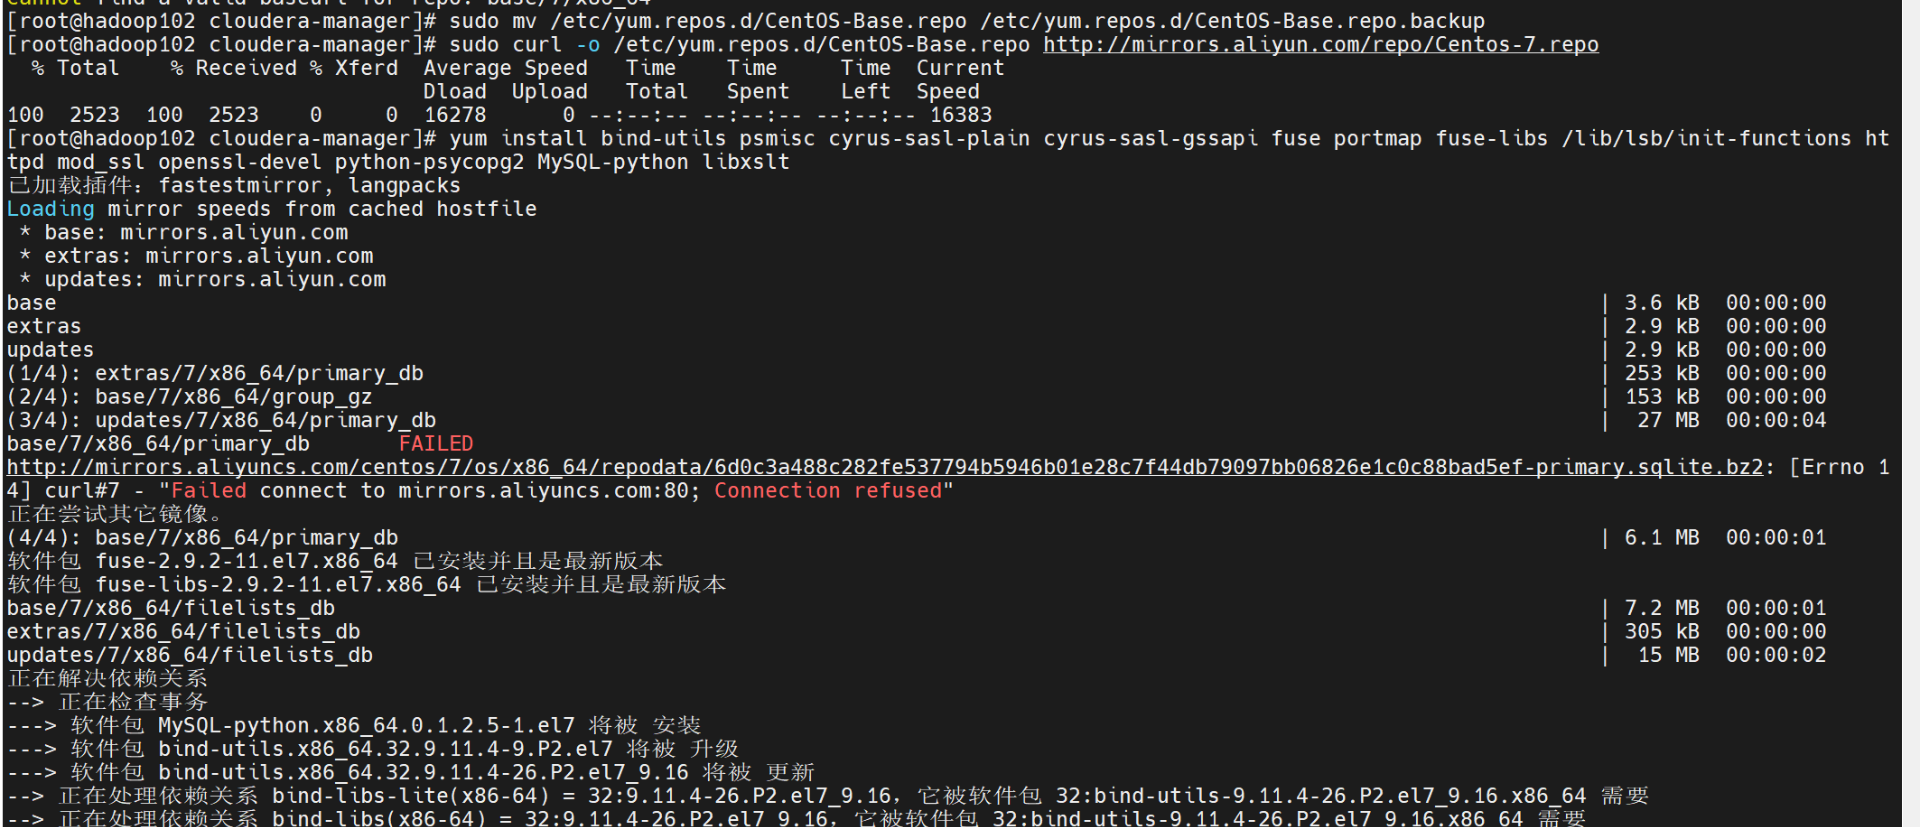 Cannot find a valid baseurl for repo: base/7/x86_64
[root@hadoop102 cloudera-manager]# sudo mv /etc/yum.repos.d/CentOS-Base.repo /etc/yum.repos.d/CentOS-Base.repo.backup
[root@hadoop102 cloudera-manager]# sudo curl -o /etc/yum.repos.d/CentOS-Base.repo http://mirrors.aliyun.com/repo/Centos-7.repo
% Total % Received % Xferd Average Speed Time Time Time Current
Dload Upload Total Spent Left Speed
100 2523 100 2523 0 0 16278 0 --:--:-- --:--:-- --:--:-- 16383
[root@hadoop102 cloudera-manager]# yum install bind-utils psmisc cyrus-sasl-plain cyrus-sasl-gssapi fuse portmap fuse-libs /lib/lsb/init-functions ht
tpd mod_ssl openssl-devel python-psycopg2 MySQL-python libxslt
已加载插件：fastestmirror, langpacks
Loading mirror speeds from cached hostfile
* base: mirrors.aliyun.com
* extras: mirrors.aliyun.com
* updates: mirrors.aliyun.com
base | 3.6 kB 00:00:00
extras | 2.9 kB 00:00:00
updates | 2.9 kB 00:00:00
(1/4): extras/7/x86_64/primary_db | 253 kB 00:00:00
(2/4): base/7/x86_64/group_gz | 153 kB 00:00:00
(3/4): updates/7/x86_64/primary_db | 27 MB 00:00:04
base/7/x86_64/primary_db FAILED
http://mirrors.aliyuncs.com/centos/7/os/x86_64/repodata/6d0c3a488c282fe537794b5946b01e28c7f44db79097bb06826e1c0c88bad5ef-primary.sqlite.bz2: [Errno 1
4] curl#7 - "Failed connect to mirrors.aliyuncs.com:80; Connection refused"
正在尝试其它镜像。
(4/4): base/7/x86_64/primary_db | 6.1 MB 00:00:01
软件包 fuse-2.9.2-11.el7.x86_64 已安装并且是最新版本
软件包 fuse-libs-2.9.2-11.el7.x86_64 已安装并且是最新版本
base/7/x86_64/filelists_db | 7.2 MB 00:00:01
extras/7/x86_64/filelists_db | 305 kB 00:00:00
updates/7/x86_64/filelists_db | 15 MB 00:00:02
正在解决依赖关系
--> 正在检查事务
---> 软件包 MySQL-python.x86_64.0.1.2.5-1.el7 将被 安装
---> 软件包 bind-utils.x86_64.32.9.11.4-9.P2.el7 将被 升级
---> 软件包 bind-utils.x86_64.32.9.11.4-26.P2.el7_9.16 将被 更新
--> 正在处理依赖关系 bind-libs-lite(x86-64) = 32:9.11.4-26.P2.el7_9.16，它被软件包 32:bind-utils-9.11.4-26.P2.el7_9.16.x86_64 需要
--> 正在处理依赖关系 bind-libs(x86-64) = 32:9.11.4-26.P2.el7_9.16，它被软件包 32:bind-utils-9.11.4-26.P2.el7_9.16.x86_64 需要